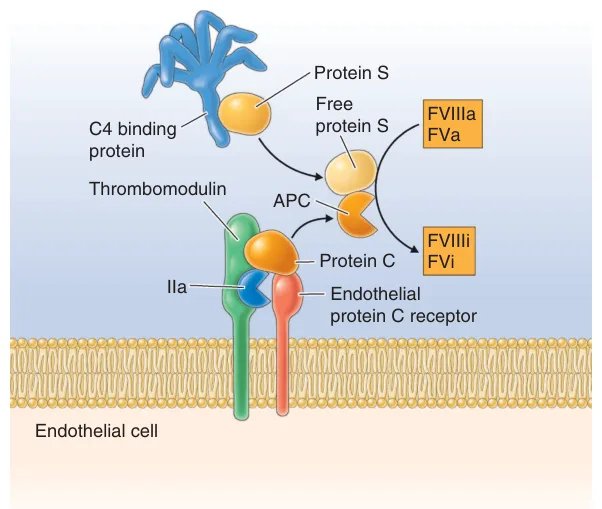 Protein S
Free
protein S
FVIIIa
FVa
C4 binding
protein
Thrombomodulin
APC
FVIIIi
FVi
Protein C
IIa
Endothelial
protein C receptor
Endothelial cell